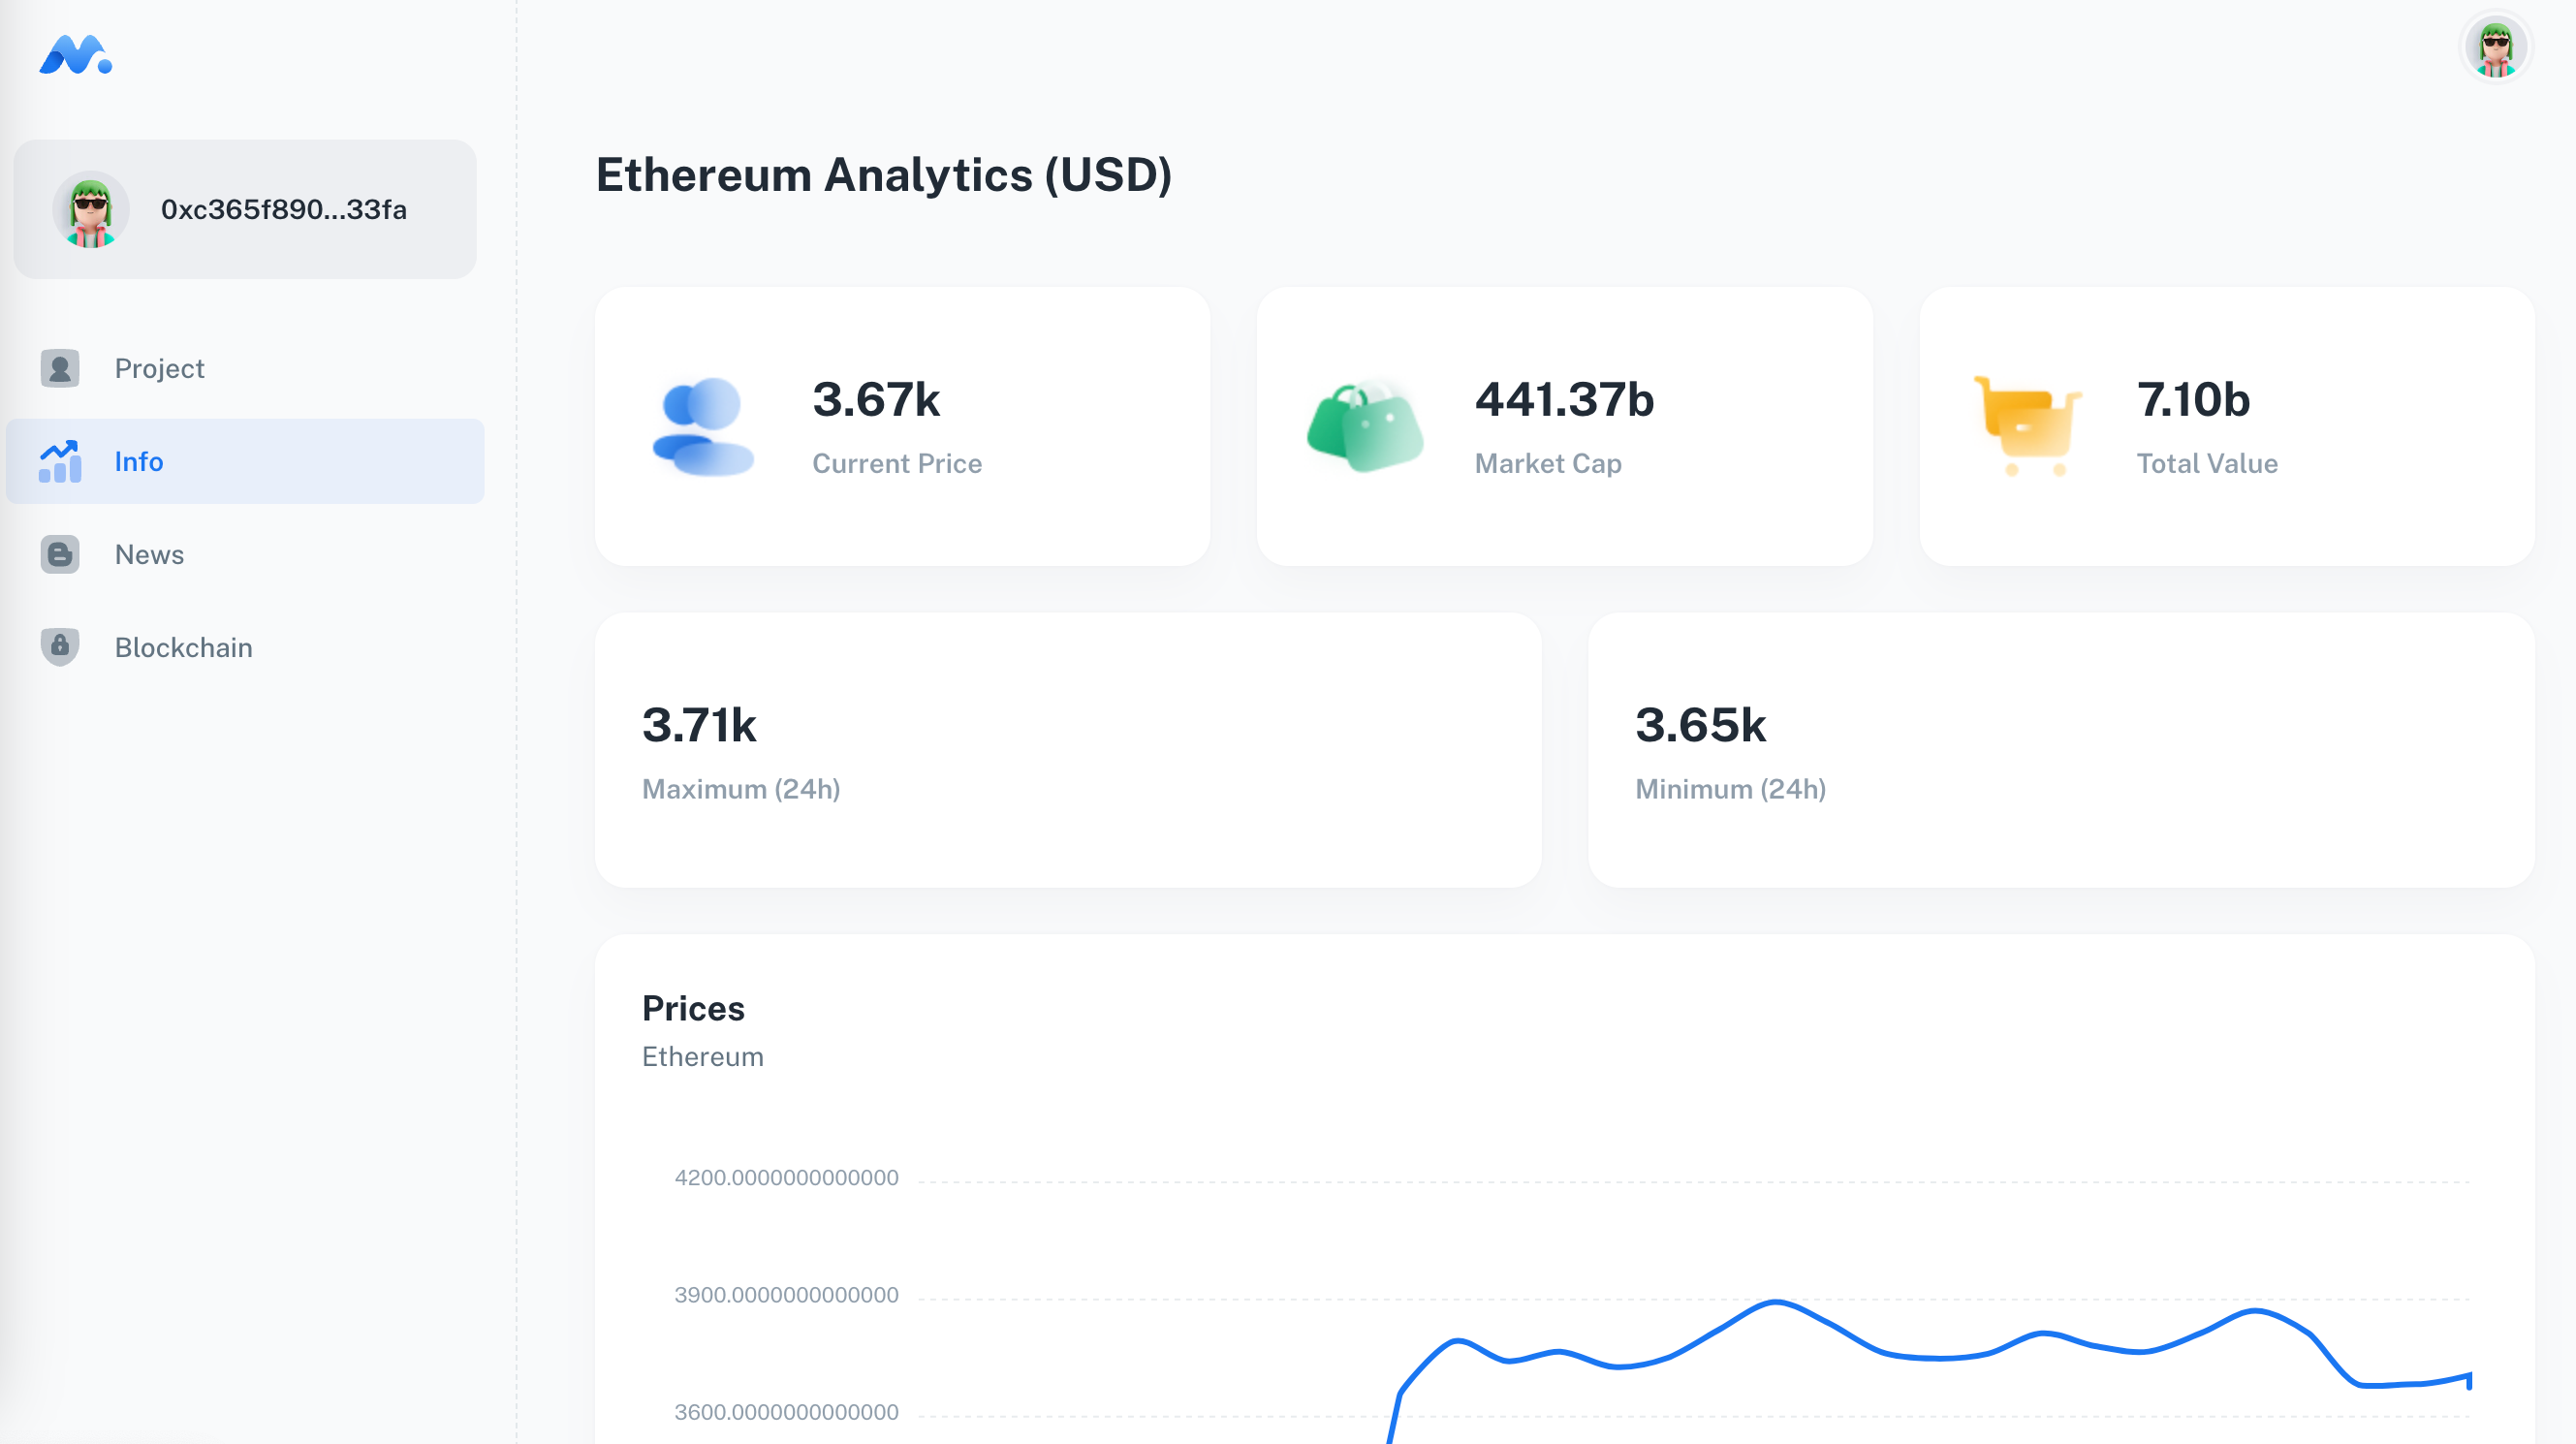 0xc365f890...33fa
Project
Info
News
Blockchain
Ethereum Analytics (USD)
3.67k
Current Price
441.37b
Market Cap
7.10b
Total Value
3.71k
Maximum (24h)
3.65k
Minimum (24h)
Prices
Ethereum
4200.0000000000000
3900.0000000000000
3600.0000000000000